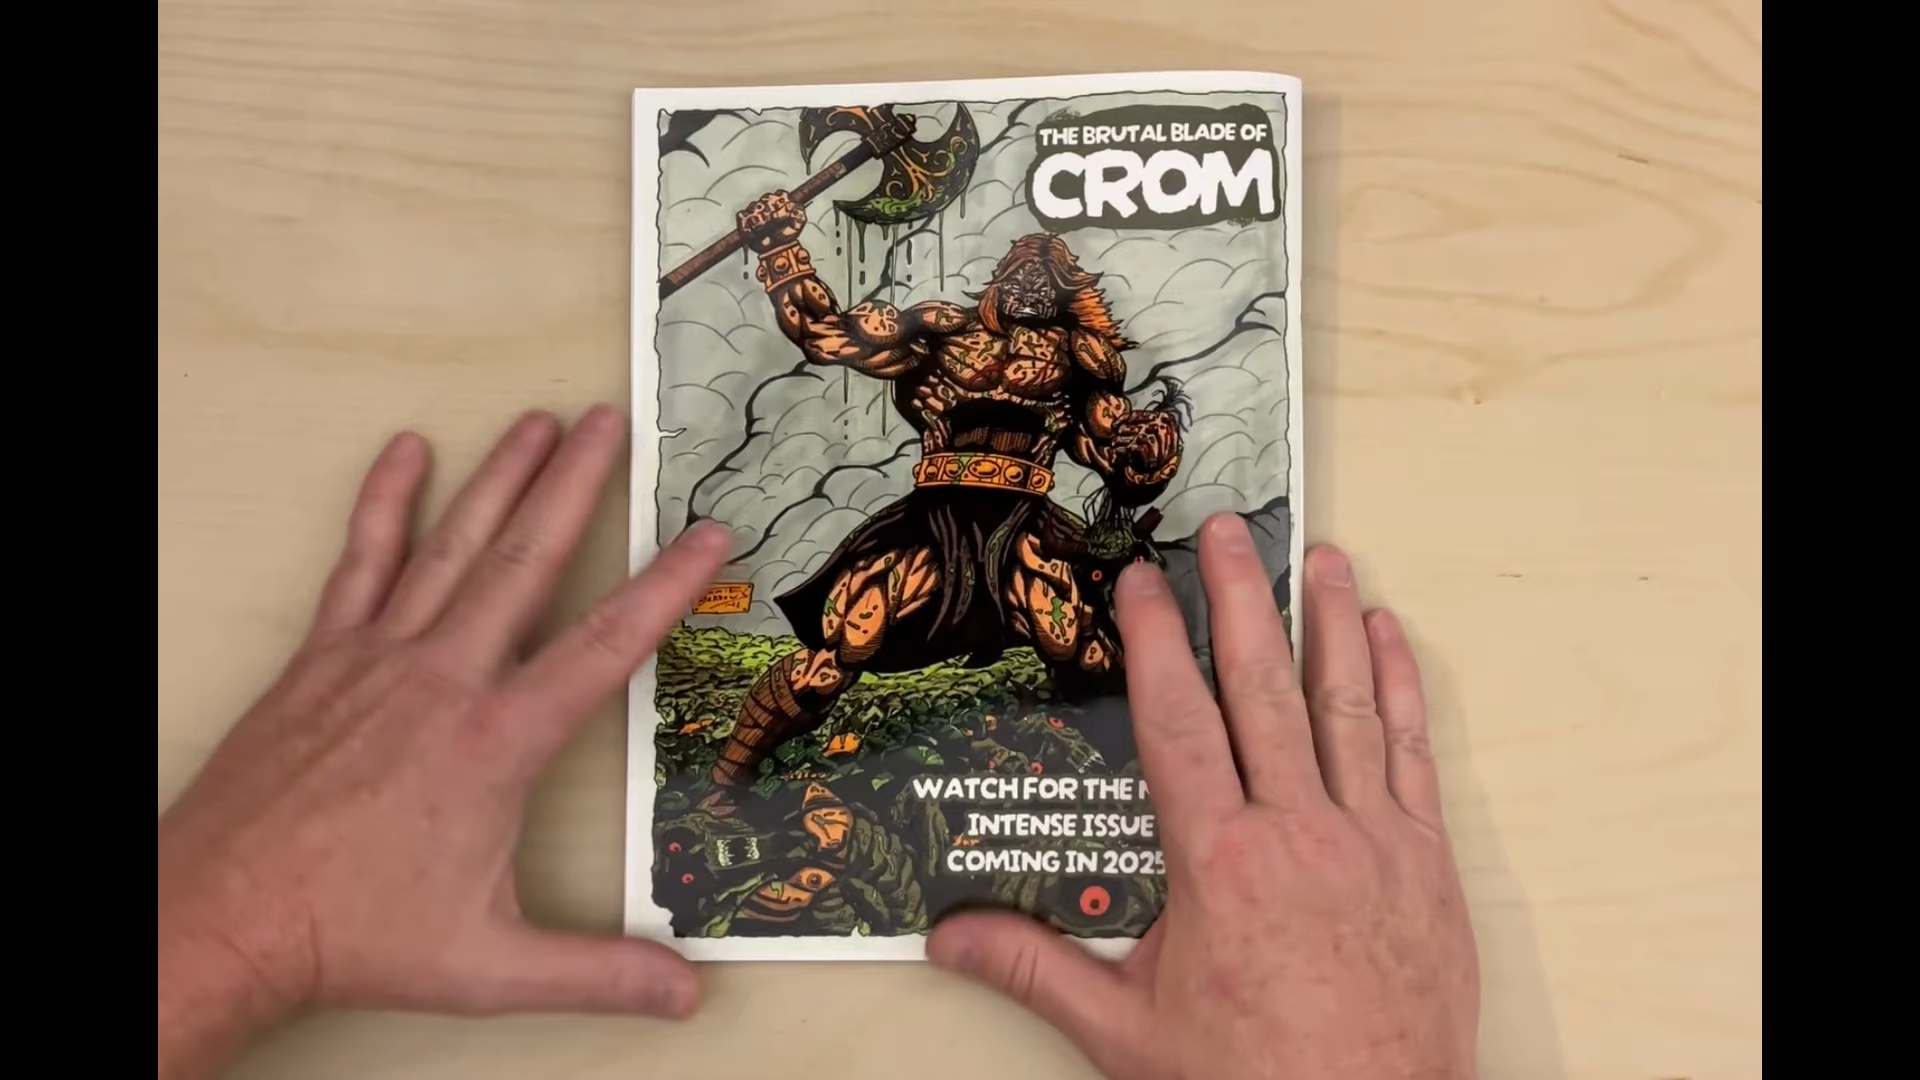 THE BRUTAL BLADE OF
CROM
WATCH FOR THE
INTENSE ISSUE
COMING IN 2025